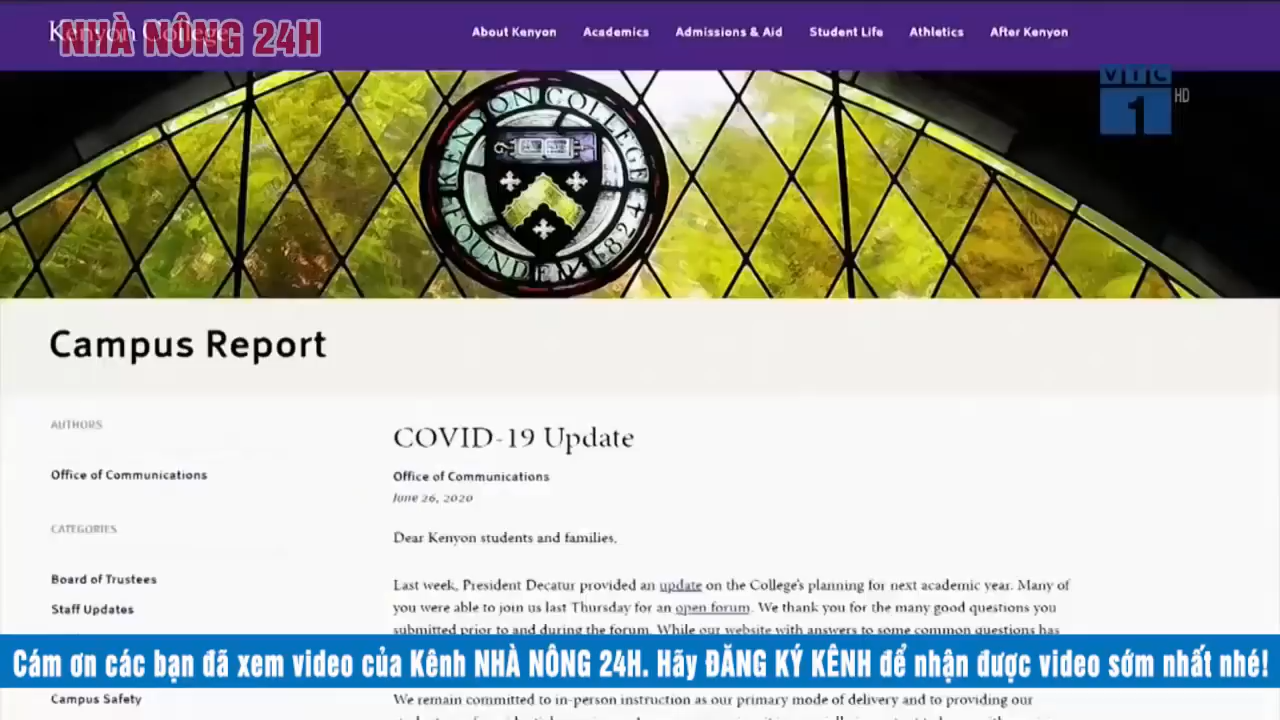 Kenyon College
NHÀ NÔNG 24H
About Kenyon
Academics
Admissions & Aid
Student Life
Athletics
After Kenyon
VTC
1
HD
KENYON COLLEGE
FOUNDED 1824
Campus Report
AUTHORS
Office of Communications
CATEGORIES
Board of Trustees
Staff Updates
Campus Safety
COVID-19 Update
Office of Communications
June 26, 2020
Dear Kenyon students and families,
Last week, President Decatur provided an update on the College's planning for next academic year. Many of
you were able to join us last Thursday for an open forum. We thank you for the many good questions you
submitted prior to and during the forum. While our website with answers to some common questions has
Cám ơn các bạn đã xem video của Kênh NHÀ NÔNG 24H. Hãy ĐĂNG KÝ KÊNH để nhận được video sớm nhất nhé!
We remain committed to in-person instruction as our primary mode of delivery and to providing our